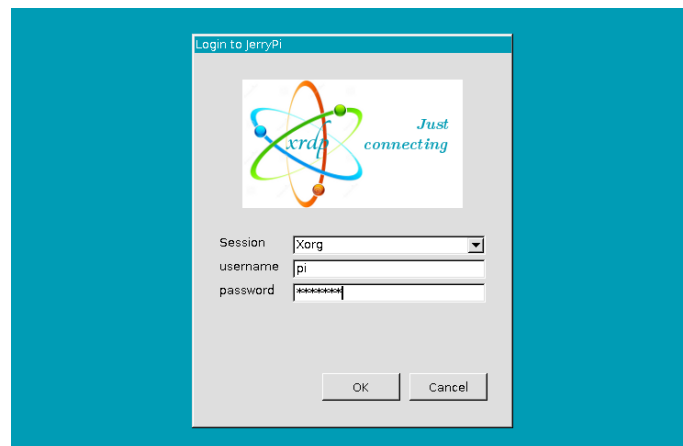 Login to JerryPi
Just
xrdp connecting
Session Xorg
username pi
password *******
OK Cancel